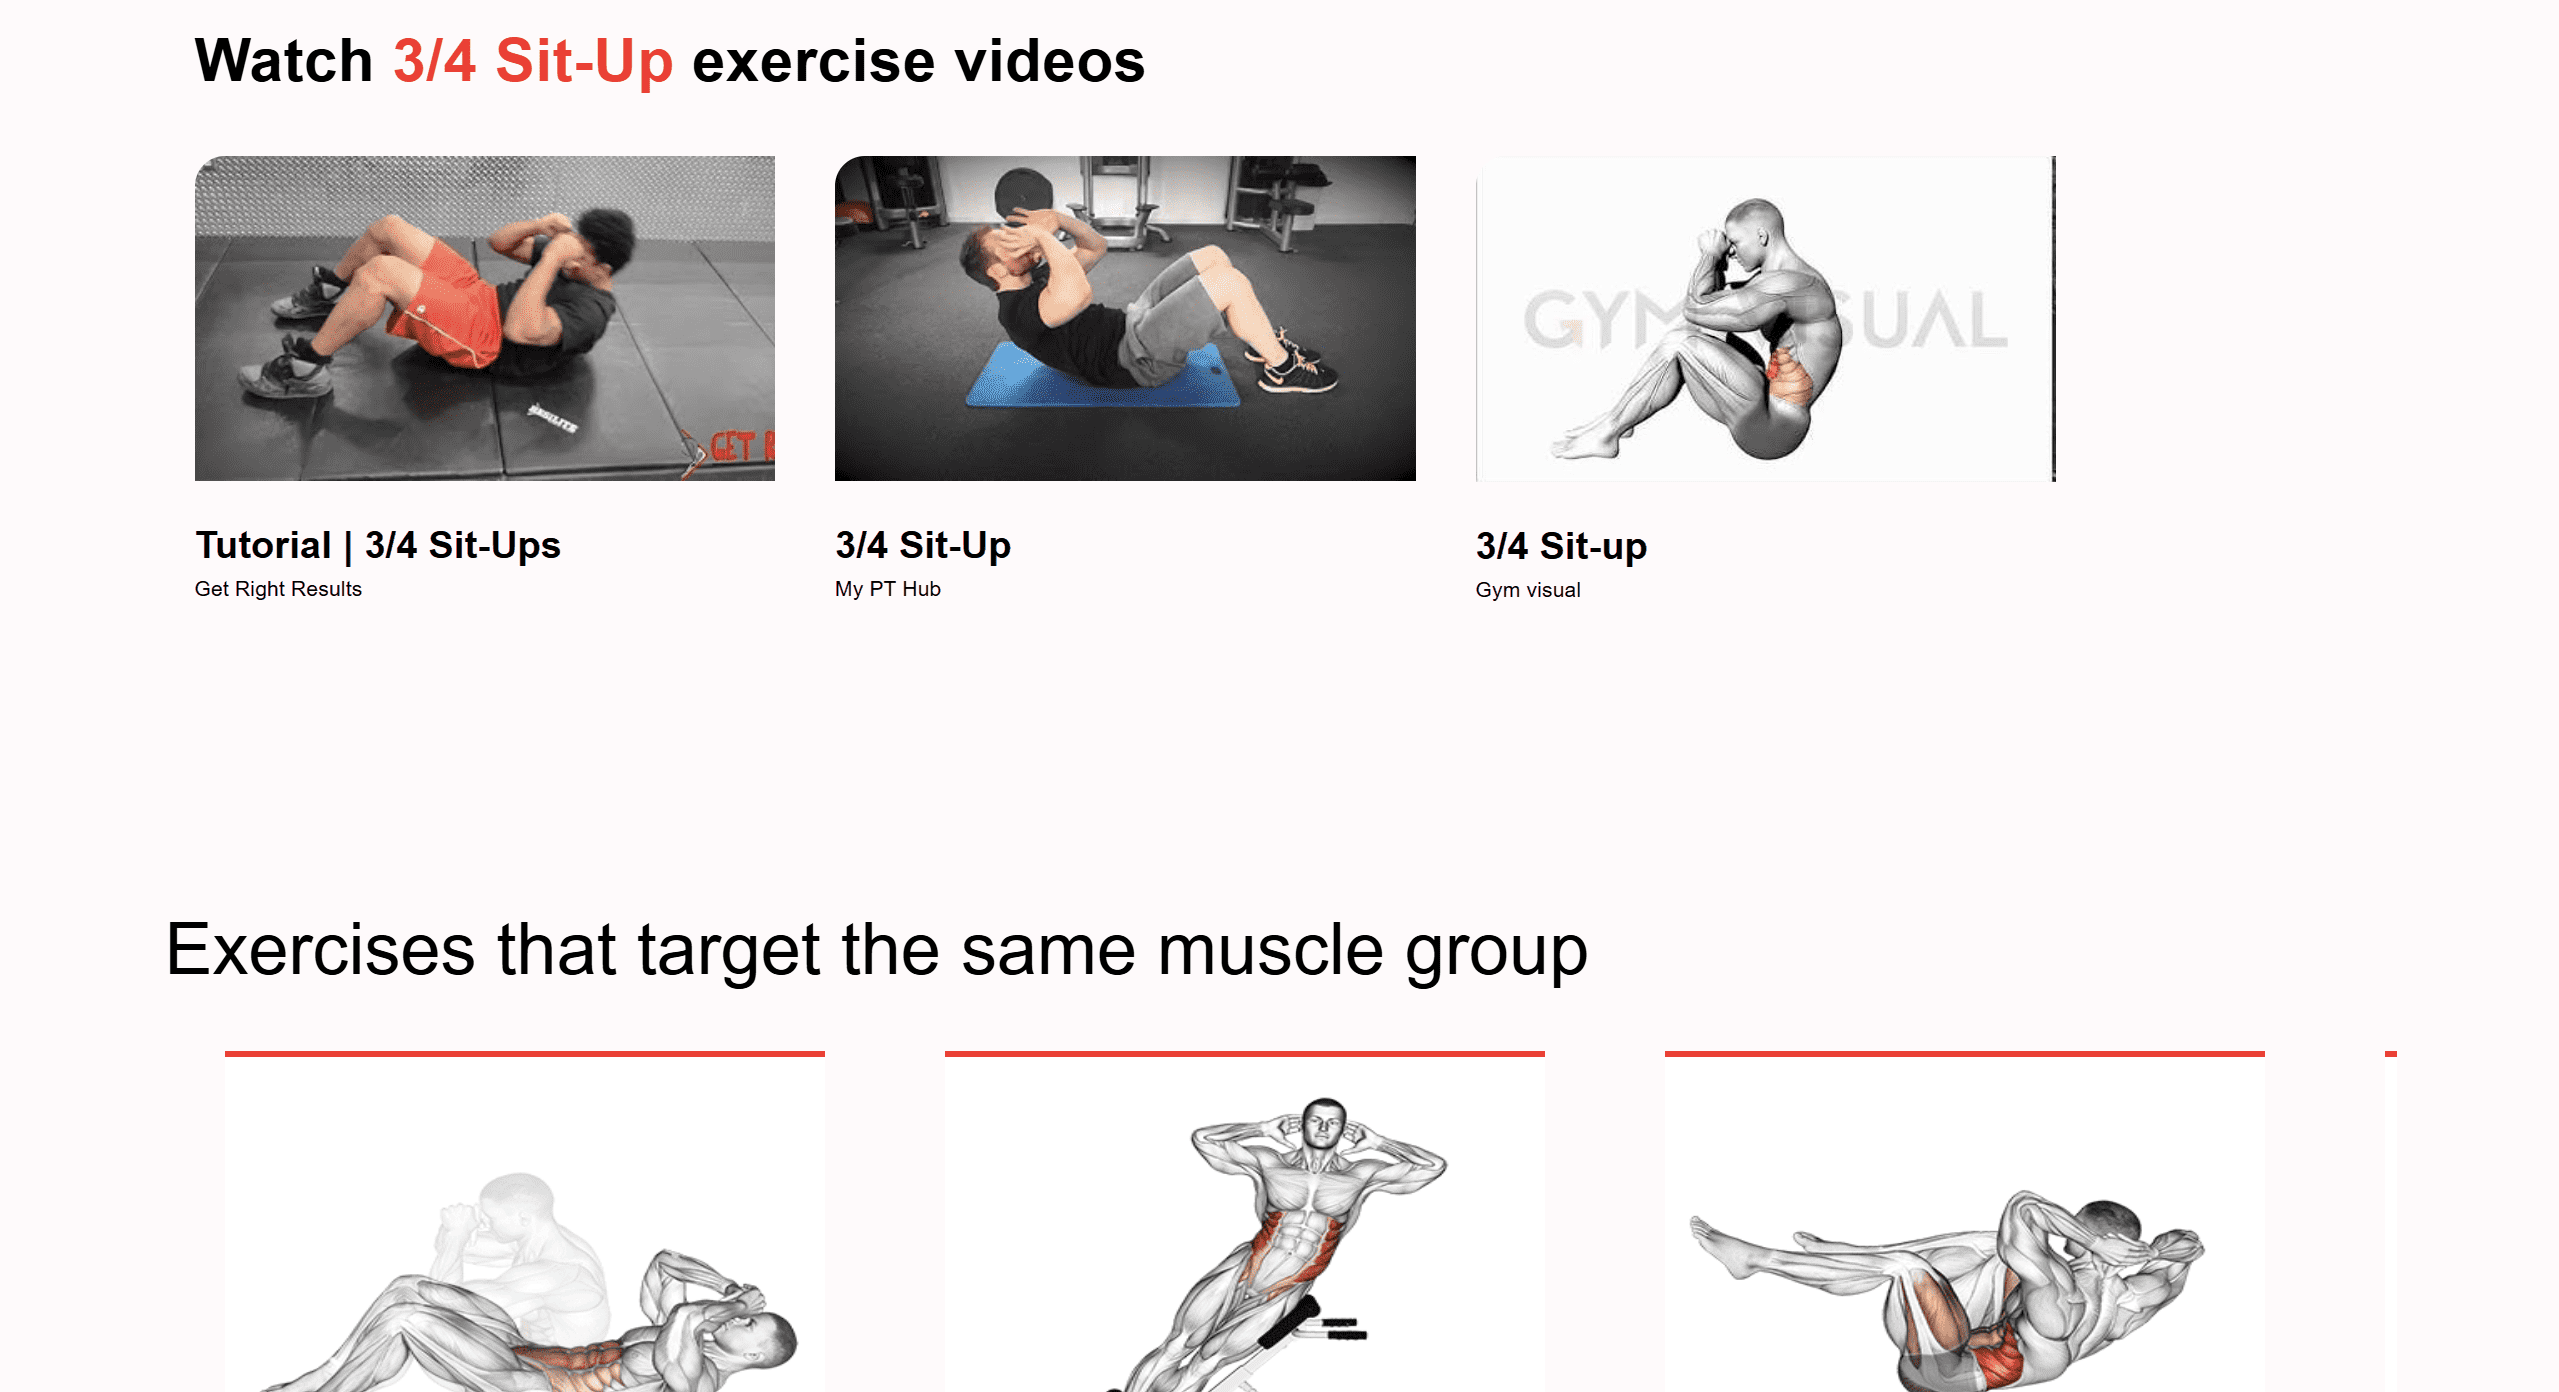 Watch 3/4 Sit-Up exercise videos
GET
Tutorial | 3/4 Sit-Ups
Get Right Results
3/4 Sit-Up
My PT Hub
GYM SUAL
3/4 Sit-up
Gym visual
Exercises that target the same muscle group